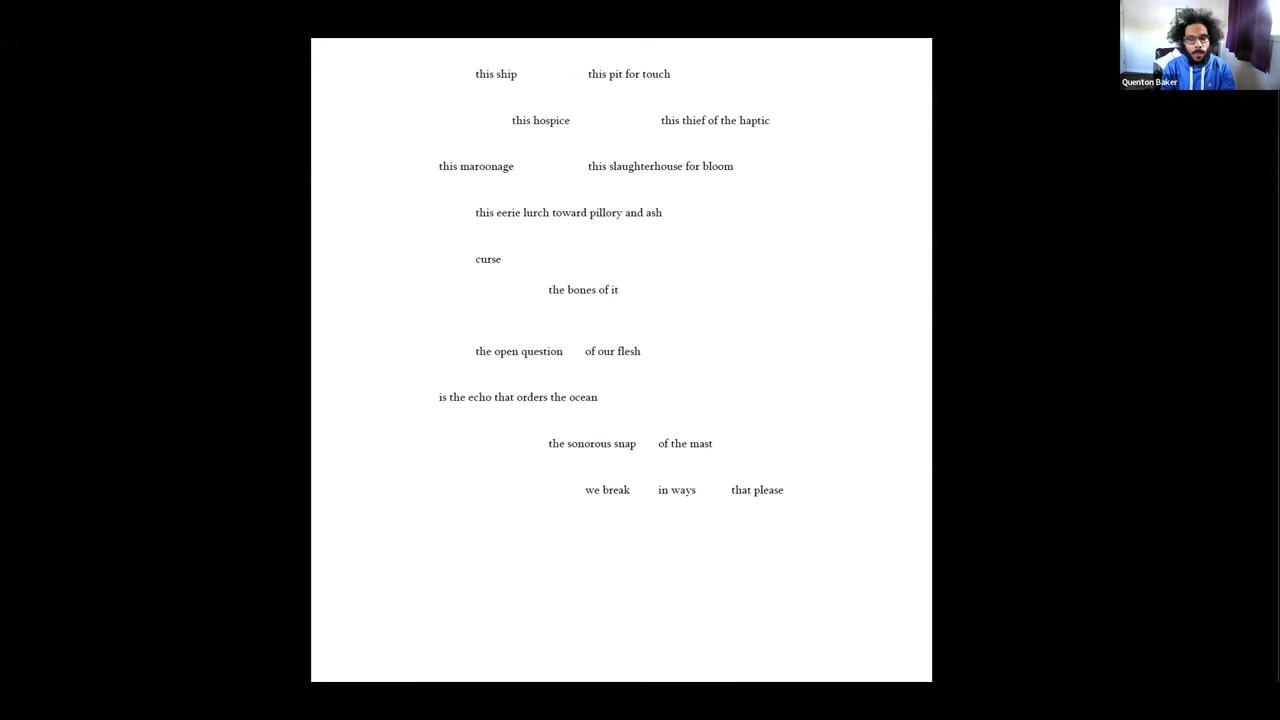 this ship this pit for touch
this hospice this thief of the haptic
this maroonage this slaughterhouse for bloom
this eerie lurch toward pillory and ash
curse
the bones of it
the open question of our flesh
is the echo that orders the ocean
the sonorous snap of the mast
we break in ways that please
Quenton Baker